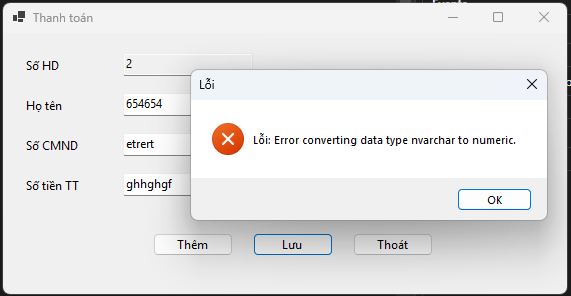 Thanh toán
Số HD
2
Họ tên
654654
Số CMND
etrert
Số tiền TT
ghhghgf
Lỗi
Lỗi: Error converting data type nvarchar to numeric.
OK
Thêm
Lưu
Thoát